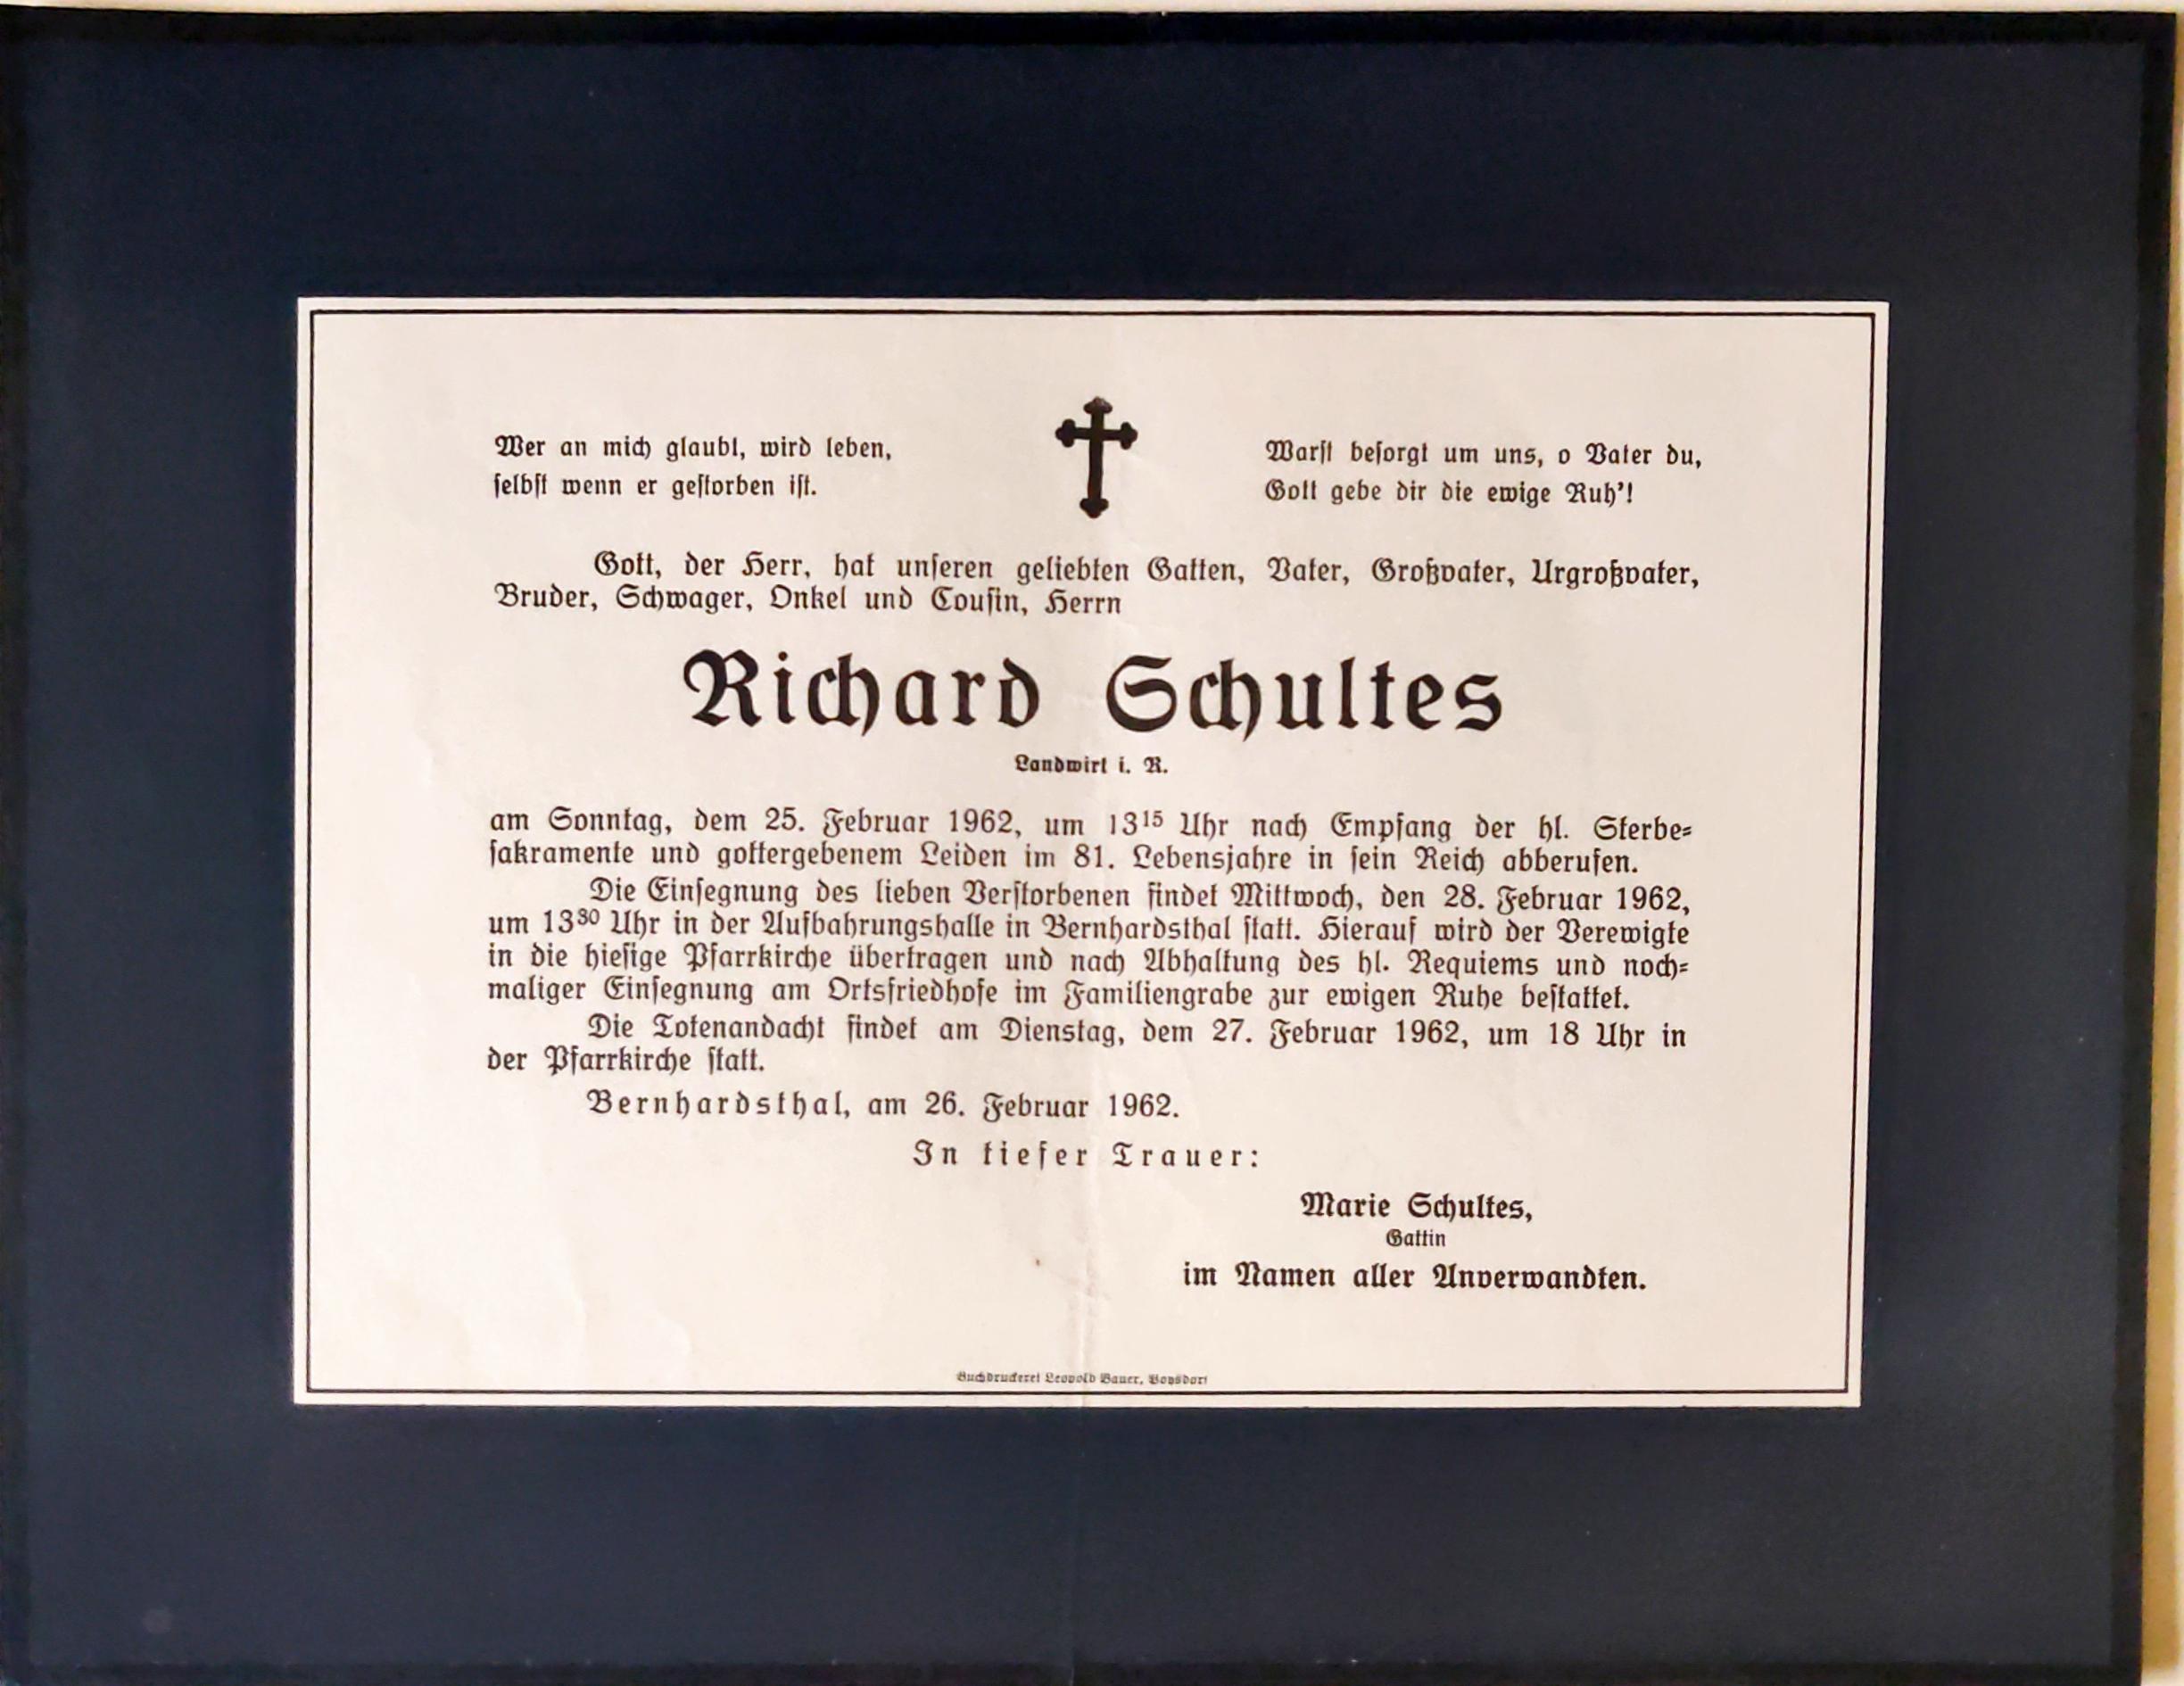 Wer an mich glaubt, wird leben,
selbst wenn er gestorben ist.
Warst besorgt um uns, o Vater du,
Gott gebe dir die ewige Ruh'!
Gott, der Herr, hat unseren geliebten Gatten, Vater, Großvater, Urgroßvater,
Bruder, Schwager, Onkel und Cousin, Herrn
Richard Schultes
Landwirt i. R.
am Sonntag, dem 25. Februar 1962, um 13¹⁵ Uhr nach Empfang der hl. Sterbe-
sakramente und gottergebenem Leiden im 81. Lebensjahre in sein Reich abberufen.
Die Einsegnung des lieben Verstorbenen findet Mittwoch, den 28. Februar 1962,
um 13³⁰ Uhr in der Aufbahrungshalle in Bernhardsthal statt. Hierauf wird der Verewigte
in die hiesige Pfarrkirche übertragen und nach Abhaltung des hl. Requiems und noch-
maliger Einsegnung am Ortsfriedhofe im Familiengrabe zur ewigen Ruhe bestattet.
Die Totenandacht findet am Dienstag, dem 27. Februar 1962, um 18 Uhr in
der Pfarrkirche statt.
Bernhardsthal, am 26. Februar 1962.
In tiefer Trauer:
Marie Schultes,
Gattin
im Namen aller Anverwandten.
Buchdruckerei Leopold Bauer, Poysdorf